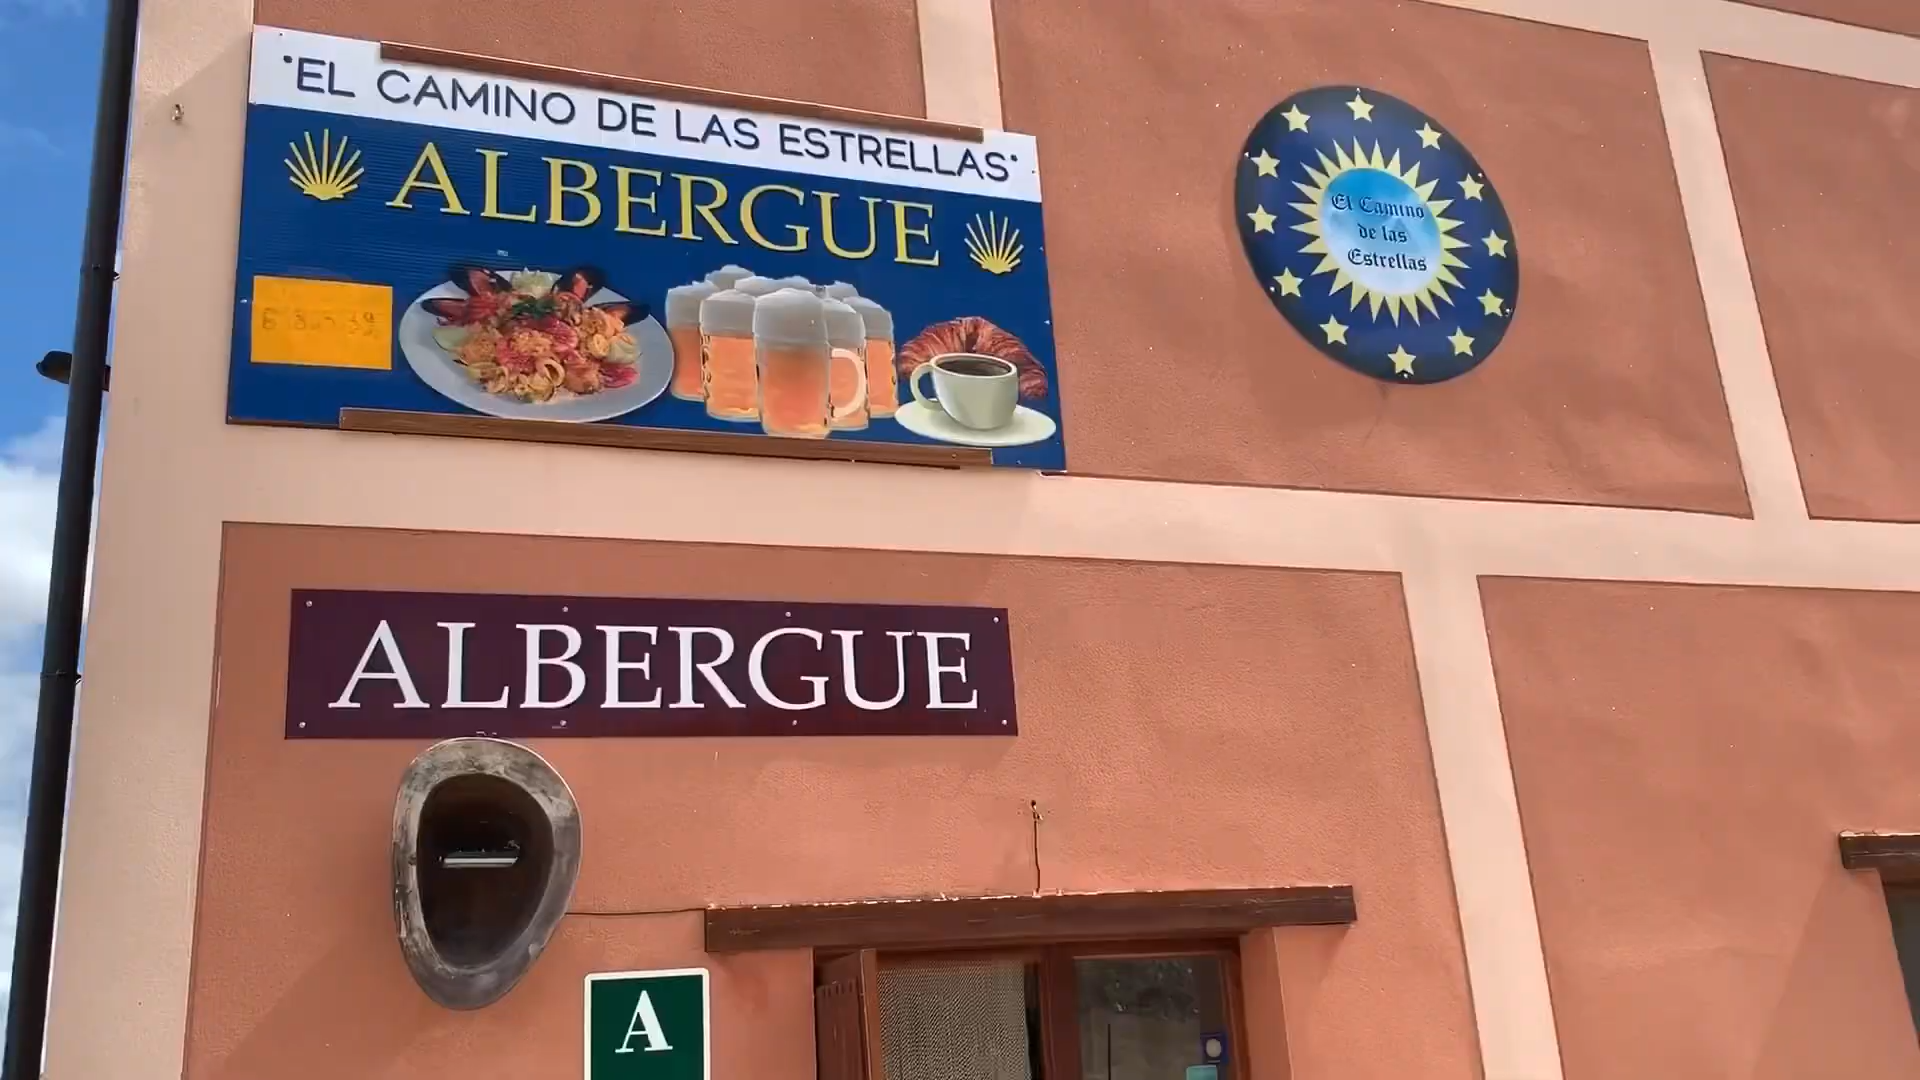 "EL CAMINO DE LAS ESTRELLAS"
ALBERGUE
El Camino
de las
Estrellas
ALBERGUE
A